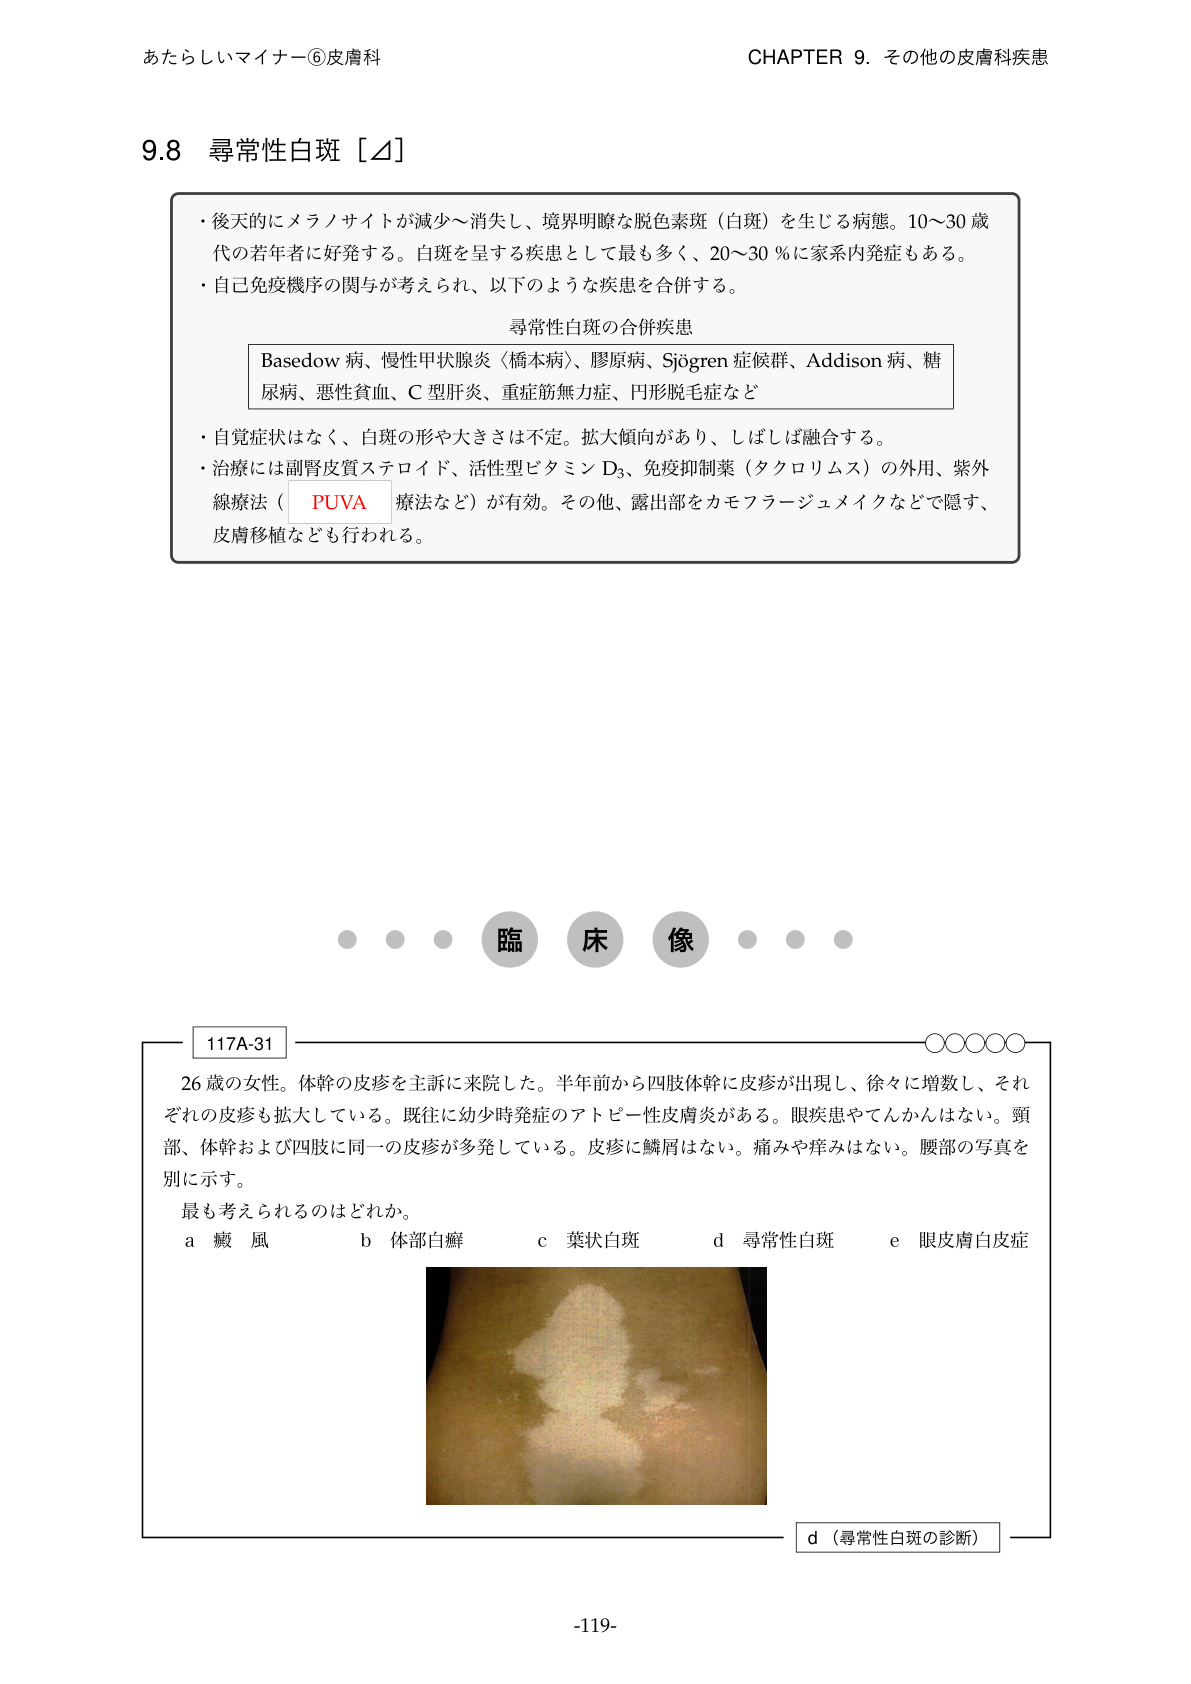 あたらしいマイナー⑥皮膚科　CHAPTER 9. その他の皮膚科疾患
9.8　尋常性白斑［⊿］
・後天的にメラノサイトが減少〜消失し、境界明瞭な脱色素斑（白斑）を生じる病態。10〜30 歳
代の若年者に好発する。白斑を呈する疾患として最も多く、20〜30 %に家系内発症もある。
・自己免疫機序の関与が考えられ、以下のような疾患を合併する。
尋常性白斑の合併疾患
Basedow 病、慢性甲状腺炎〈橋本病〉、膠原病、Sjögren 症候群、Addison 病、糖
尿病、悪性貧血、C 型肝炎、重症筋無力症、円形脱毛症など
・自覚症状はなく、白斑の形や大きさは不定。拡大傾向があり、しばしば融合する。
・治療には副腎皮質ステロイド、活性型ビタミン D₃、免疫抑制薬（タクロリムス）の外用、紫外
線療法（ PUVA 療法など）が有効。その他、露出部をカモフラージュメイクなどで隠す、
皮膚移植なども行われる。
臨 床 像
117A-31
26 歳の女性。体幹の皮疹を主訴に来院した。半年前から四肢体幹に皮疹が出現し、徐々に増数し、それ
ぞれの皮疹も拡大している。既往に幼少時発症のアトピー性皮膚炎がある。眼疾患やてんかんはない。頸
部、体幹および四肢に同一の皮疹が多発している。皮疹に鱗屑はない。痛みや痒みはない。腰部の写真を
別に示す。
最も考えられるのはどれか。
a　癜　風　b　体部白癬　c　葉状白斑　d　尋常性白斑　e　眼皮膚白皮症
d （尋常性白斑の診断）
-119-